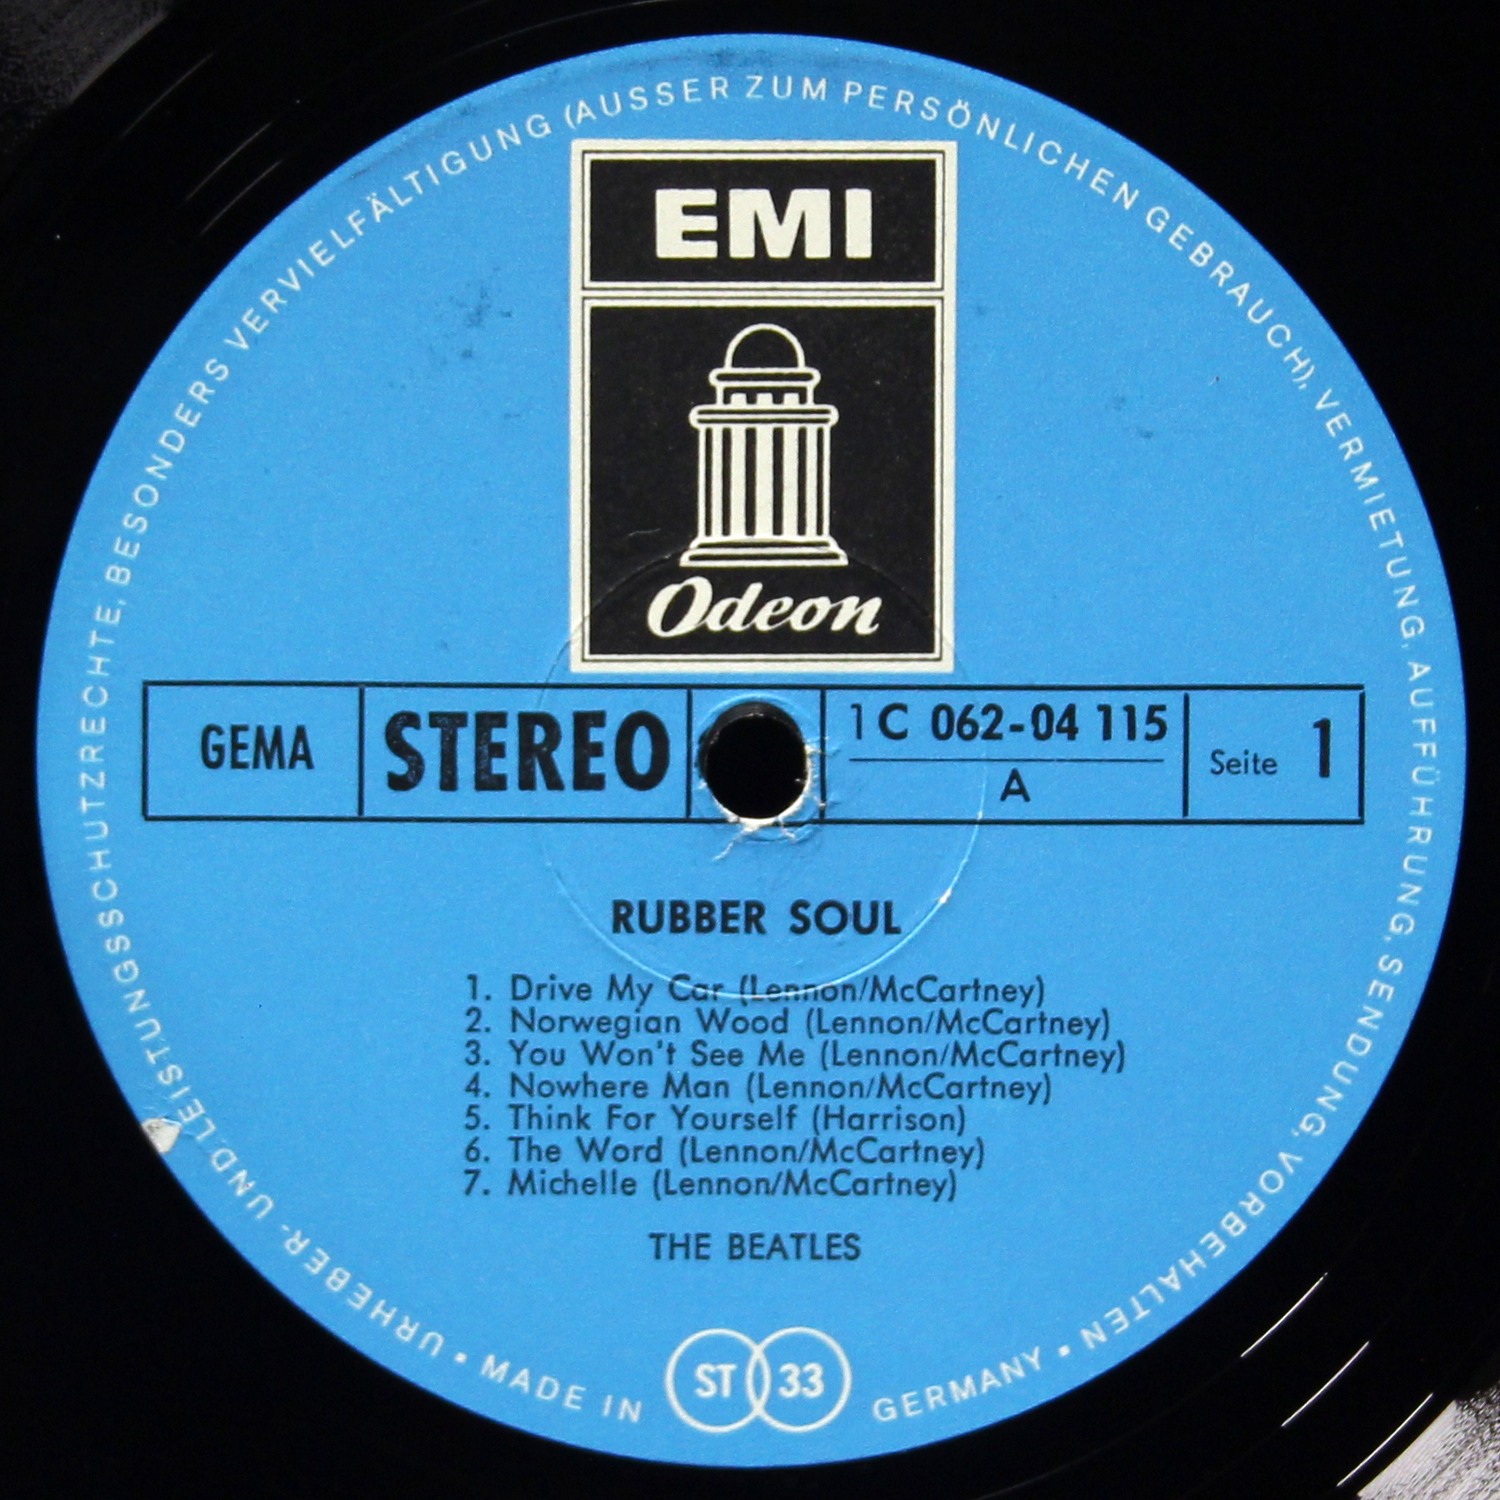 URHEBER- UND LEISTUNGSSCHUTZRECHTE, BESONDERS VERVIELFÄLTIGUNG (AUSSER ZUM PERSÖNLICHEN GEBRAUCH), VERMIETUNG, AUFFÜHRUNG, SENDUNG, VORBEHALTEN
EMI
Odeon
GEMA STEREO 1C 062-04 115 Seite 1
A
RUBBER SOUL
1. Drive My Car (Lennon/McCartney)
2. Norwegian Wood (Lennon/McCartney)
3. You Won't See Me (Lennon/McCartney)
4. Nowhere Man (Lennon/McCartney)
5. Think For Yourself (Harrison)
6. The Word (Lennon/McCartney)
7. Michelle (Lennon/McCartney)
THE BEATLES
• MADE IN ST 33 GERMANY •